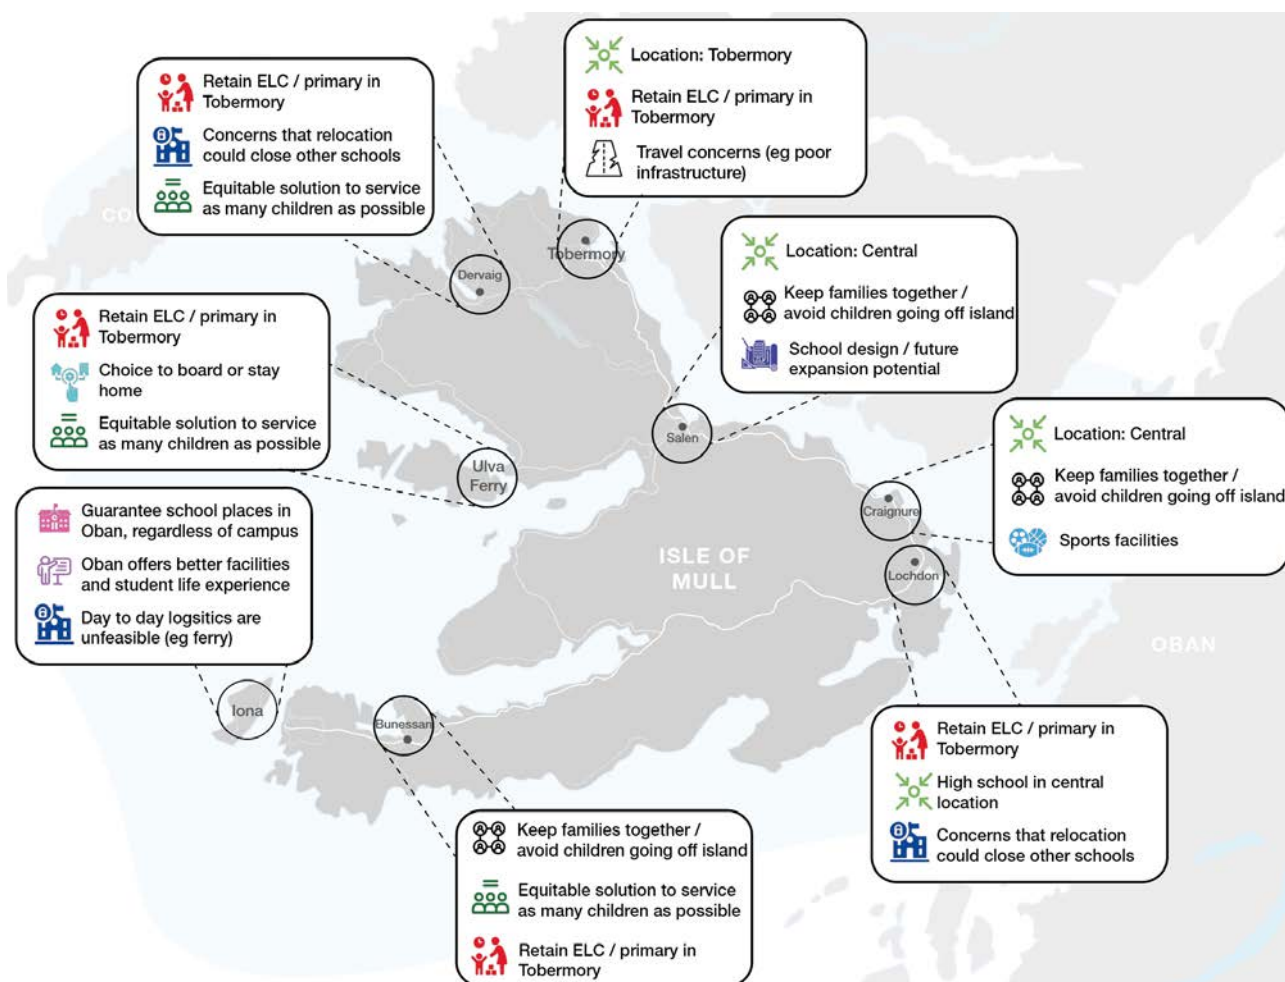 Retain ELC / primary in
Tobermory
Concerns that relocation
could close other schools
Equitable solution to service
as many children as possible
Location: Tobermory
Retain ELC / primary in
Tobermory
Travel concerns (eg poor
infrastructure)
Tobermory
Dervaig
Location: Central
Keep families together /
avoid children going off island
School design / future
expansion potential
Retain ELC / primary in
Tobermory
Choice to board or stay
home
Equitable solution to service
as many children as possible
Salen
Ulva
Ferry
Location: Central
Keep families together /
avoid children going off island
Sports facilities
Craignure
Guarantee school places in
Oban, regardless of campus
Oban offers better facilities
and student life experience
Day to day logsitics are
unfeasible (eg ferry)
ISLE OF
MULL
Lochdon
OBAN
Iona
Bunessan
Retain ELC / primary in
Tobermory
High school in central
location
Concerns that relocation
could close other schools
Keep families together /
avoid children going off island
Equitable solution to service
as many children as possible
Retain ELC / primary in
Tobermory